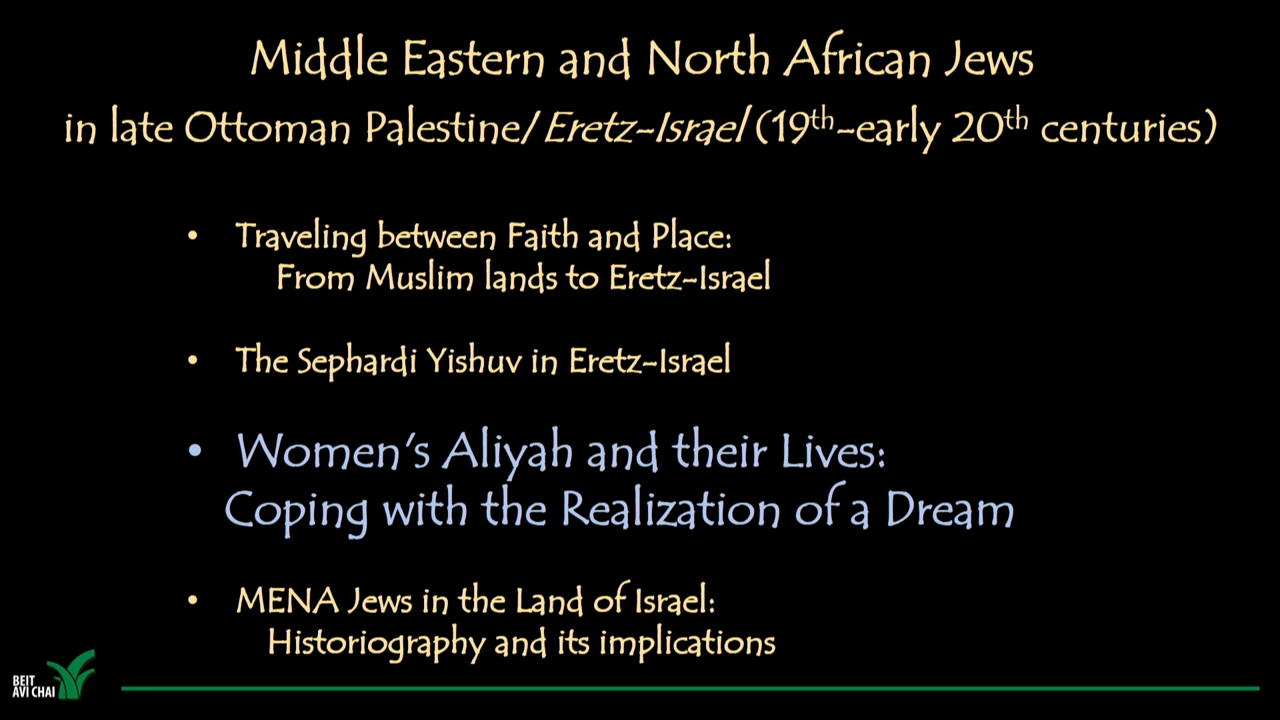 Middle Eastern and North African Jews
in late Ottoman Palestine/Eretz-Israel (19th-early 20th centuries)
• Traveling between Faith and Place:
From Muslim lands to Eretz-Israel
• The Sephardi Yishuv in Eretz-Israel
• Women's Aliyah and their Lives:
Coping with the Realization of a Dream
• MENA Jews in the Land of Israel:
Historiography and its implications
BEIT
AVI CHAI